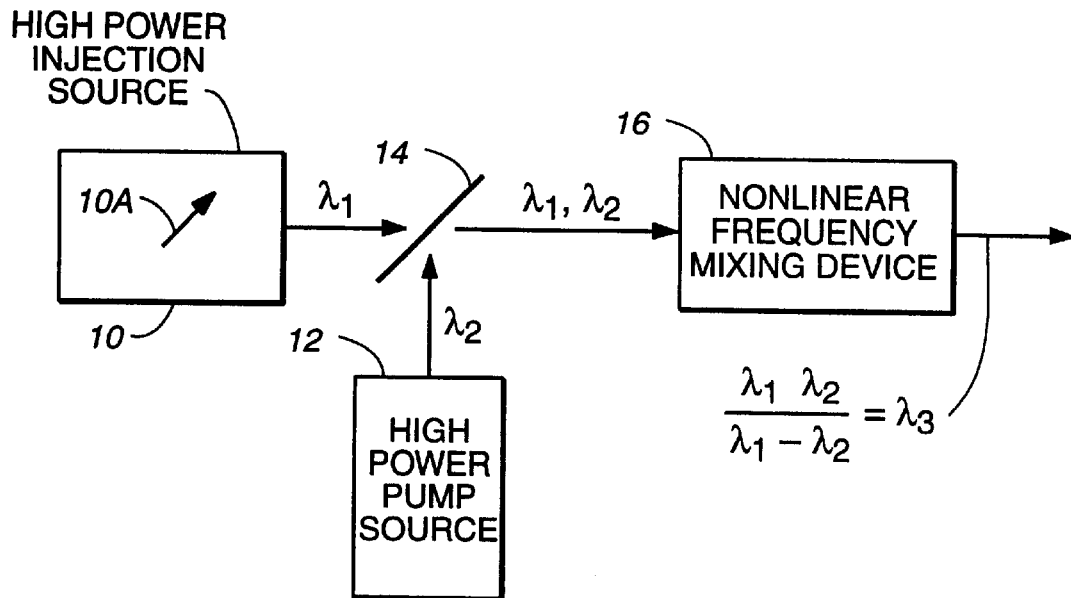 HIGH POWER
INJECTION
SOURCE
10A
10
λ1
14
λ1, λ2
16
NONLINEAR
FREQUENCY
MIXING DEVICE
12
λ2
HIGH
POWER
PUMP
SOURCE
λ1 λ2
λ1 – λ2
= λ3